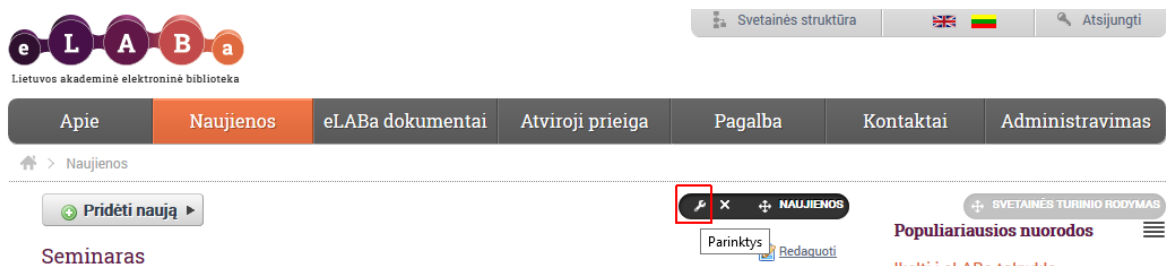 Svetainės struktūra
Atsijungti
eLABa
Lietuvos akademinė elektroninė biblioteka
Apie
Naujienos
eLABa dokumentai
Atviroji prieiga
Pagalba
Kontaktai
Administravimas
> Naujienos
Pridėti naują
NAUJIENOS
SVETAINĖS TURINIO RODYMAS
Parinktys
Redaguoti
Populiariausios nuorodos
Seminaras